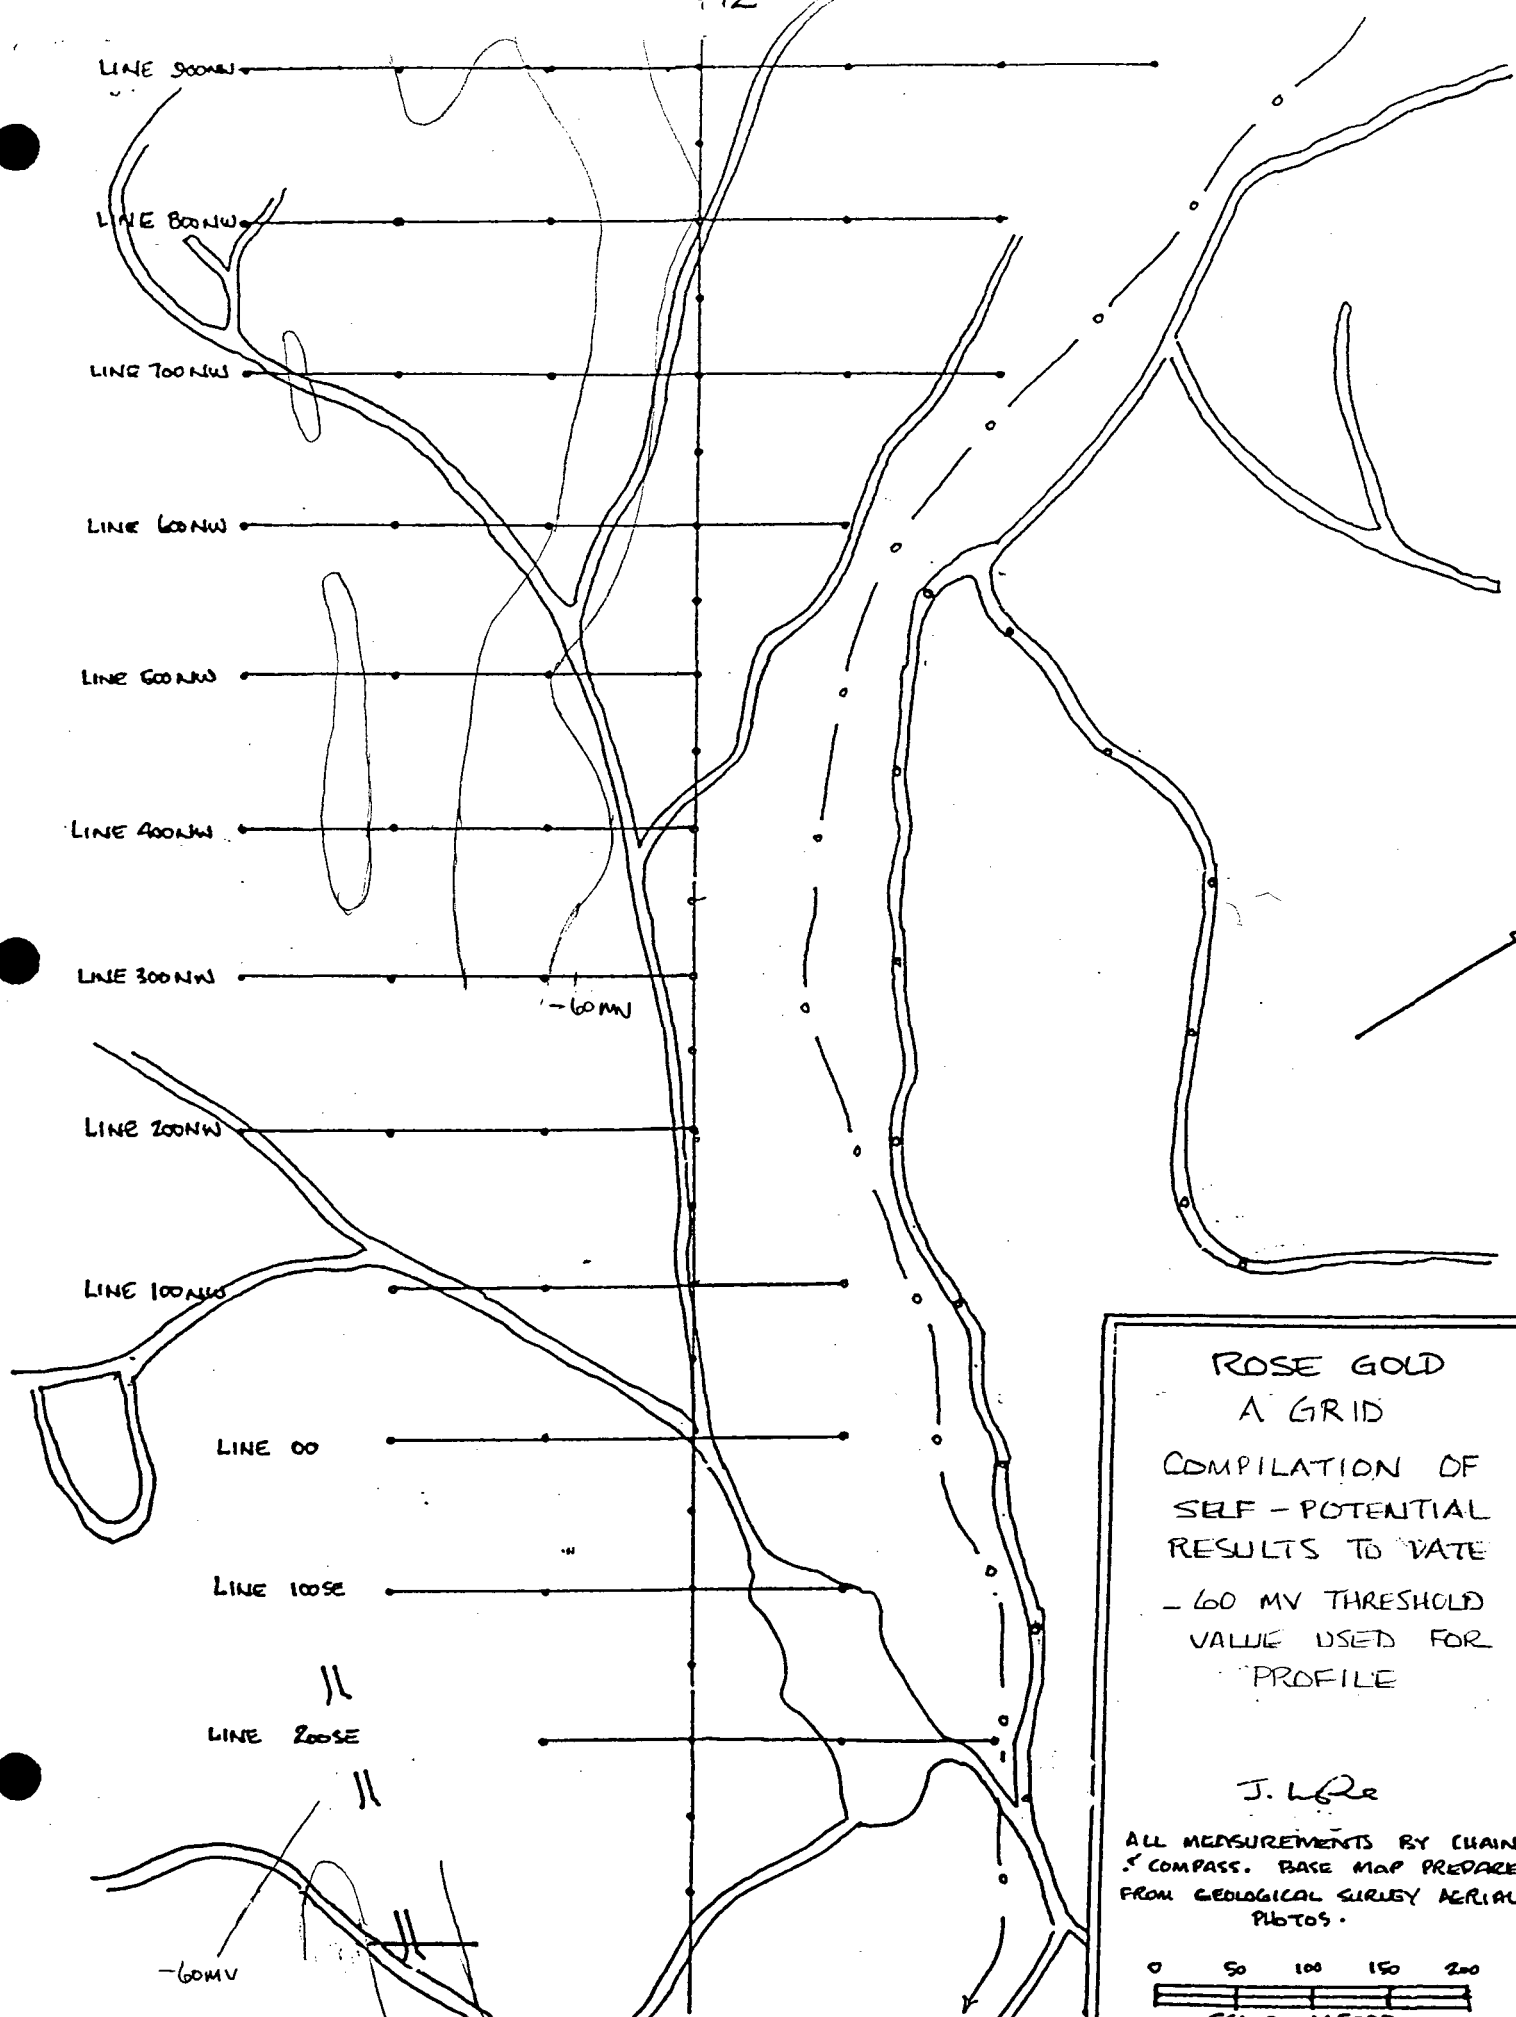 LINE 900NW
LINE 800NW
LINE 700NW
LINE 600NW
LINE 500NW
LINE 400NW
LINE 300NW
-60MV
LINE 200NW
LINE 100NW
LINE 00
LINE 100SE
LINE 200SE
-60MV
ROSE GOLD
A GRID
COMPILATION OF
SELF - POTENTIAL
RESULTS TO DATE
- 60 MV THRESHOLD
VALUE USED FOR
PROFILE
ALL MEASUREMENTS BY CHAIN
& COMPASS. BASE MAP PREPARE
FROM GEOLOGICAL SURVEY AERIAL
PHOTOS.
0 50 100 150 200